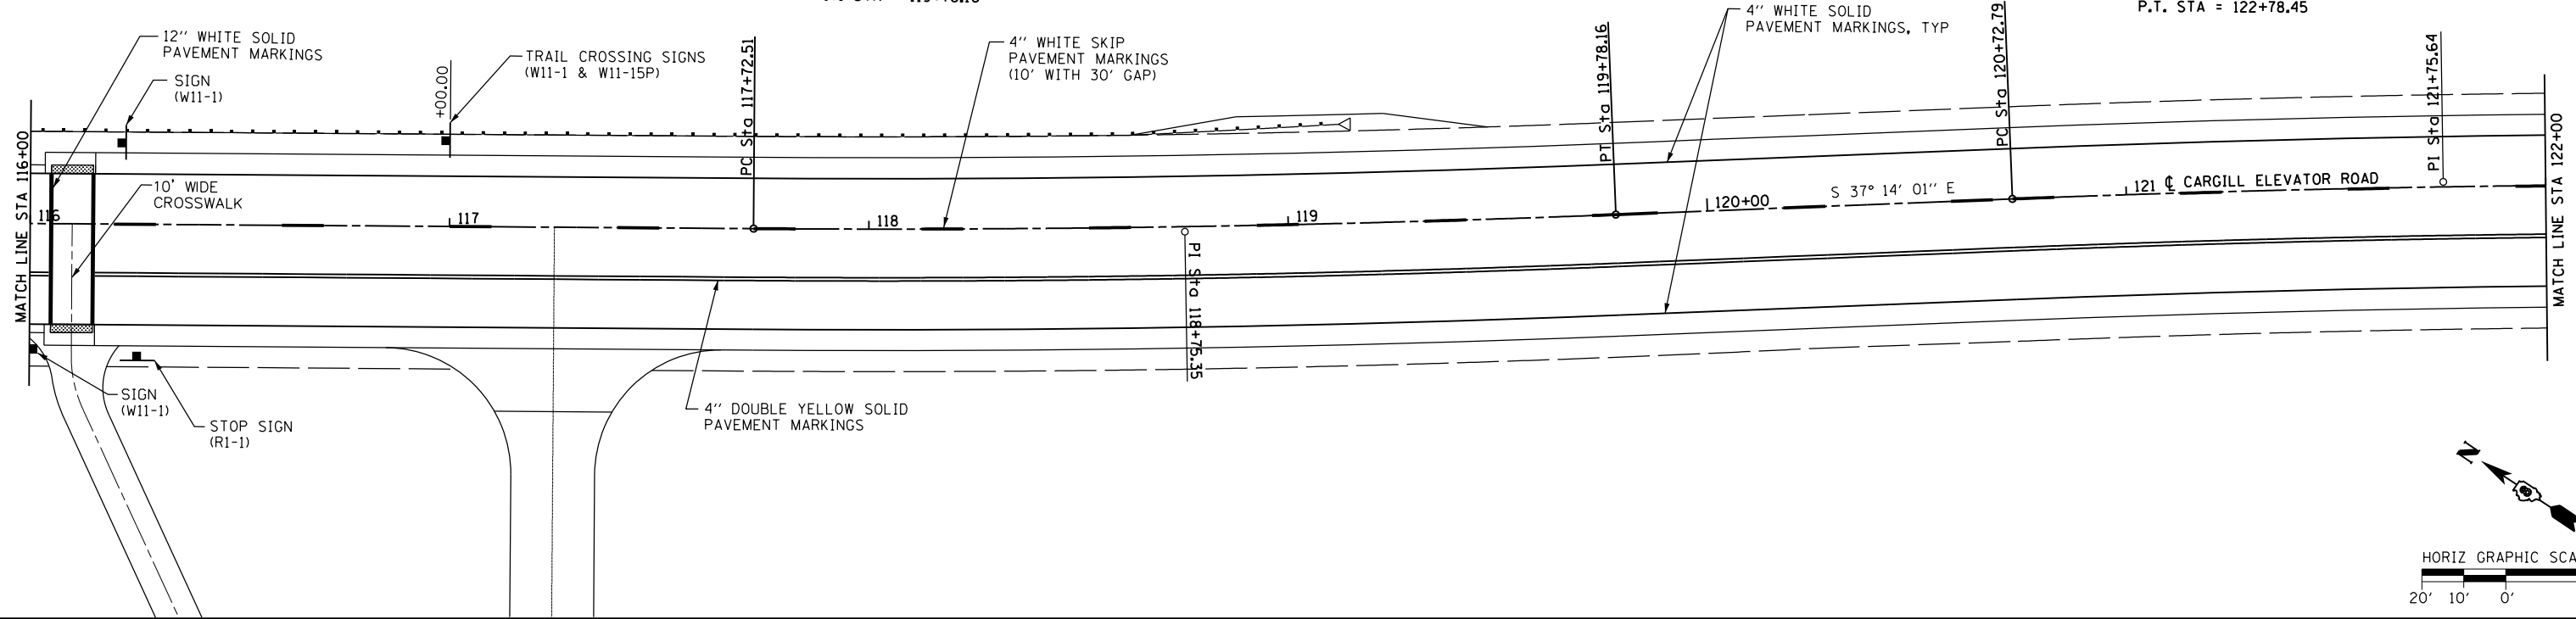 P.T. STA = 122+78.45
12" WHITE SOLID
PAVEMENT MARKINGS
SIGN
(W11-1)
+00.00
TRAIL CROSSING SIGNS
(W11-1 & W11-15P)
PC Sta 117+72.51
4" WHITE SKIP
PAVEMENT MARKINGS
(10' WITH 30' GAP)
PT Sta 119+78.16
4" WHITE SOLID
PAVEMENT MARKINGS, TYP
PC Sta 120+72.79
PI Sta 121+75.64
MATCH LINE STA 116+00
MATCH LINE STA 122+00
10' WIDE
CROSSWALK
116
117
118
119
120+00
S 37° 14' 01" E
121
℄ CARGILL ELEVATOR ROAD
PI Sta 118+75.35
SIGN
(W11-1)
STOP SIGN
(R1-1)
4" DOUBLE YELLOW SOLID
PAVEMENT MARKINGS
N
HORIZ GRAPHIC SCA
20' 10' 0'